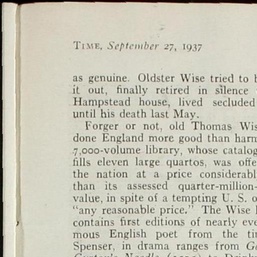 TIME, September 27, 1937
as genuine. Oldster Wise tried to
it out, finally retired in silence
Hampstead house, lived secluded
until his death last May.
Forger or not, old Thomas Wis
done England more good than harm
7,000-volume library, whose catalog
fills eleven large quartos, was offe
the nation at a price considerabl
than its assessed quarter-million-
value, in spite of a tempting U. S. o
"any reasonable price." The Wise l
contains first editions of nearly eve
mous English poet from the tim
Spenser, in drama ranges from G